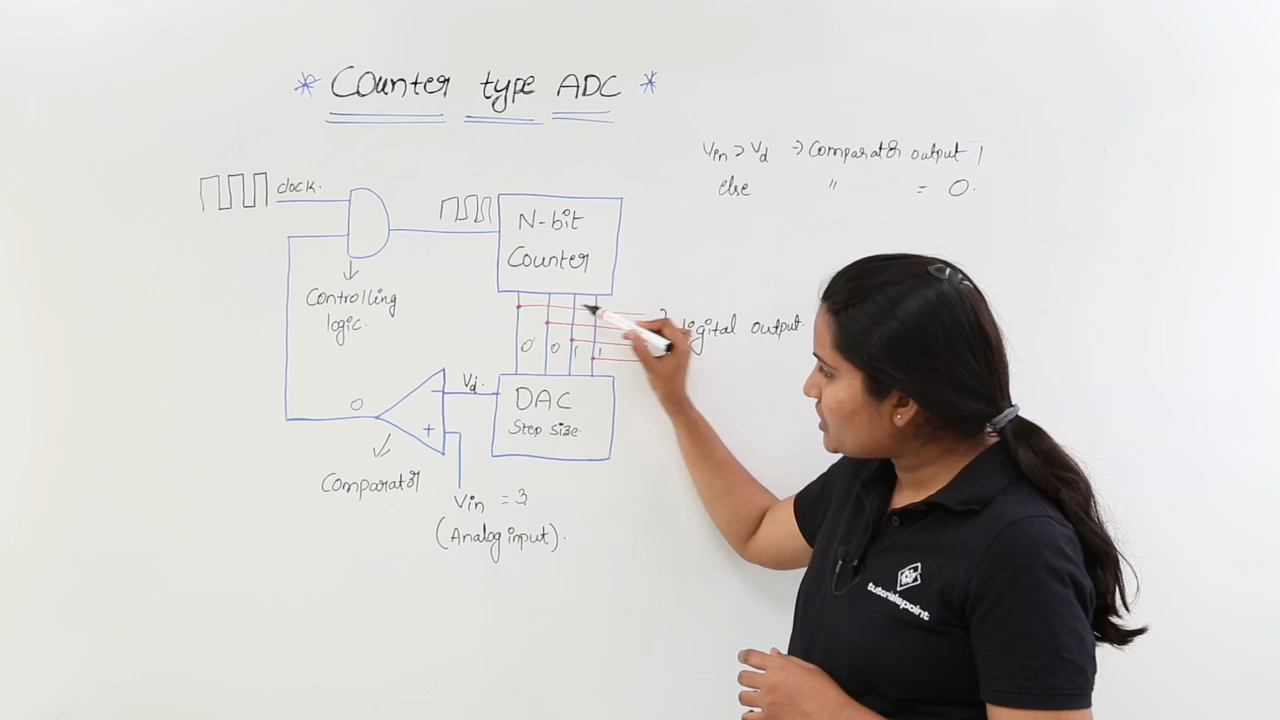 * Counter type ADC *
Vin > Vd → Comparator output 1
else " = 0.
clock.
N-bit
Counter
Controlling
logic.
digital output.
0 0 1 1
0
Vd.
DAC
Step size.
- +
Comparator
Vin = 3
(Analog input).
tutorialspoint